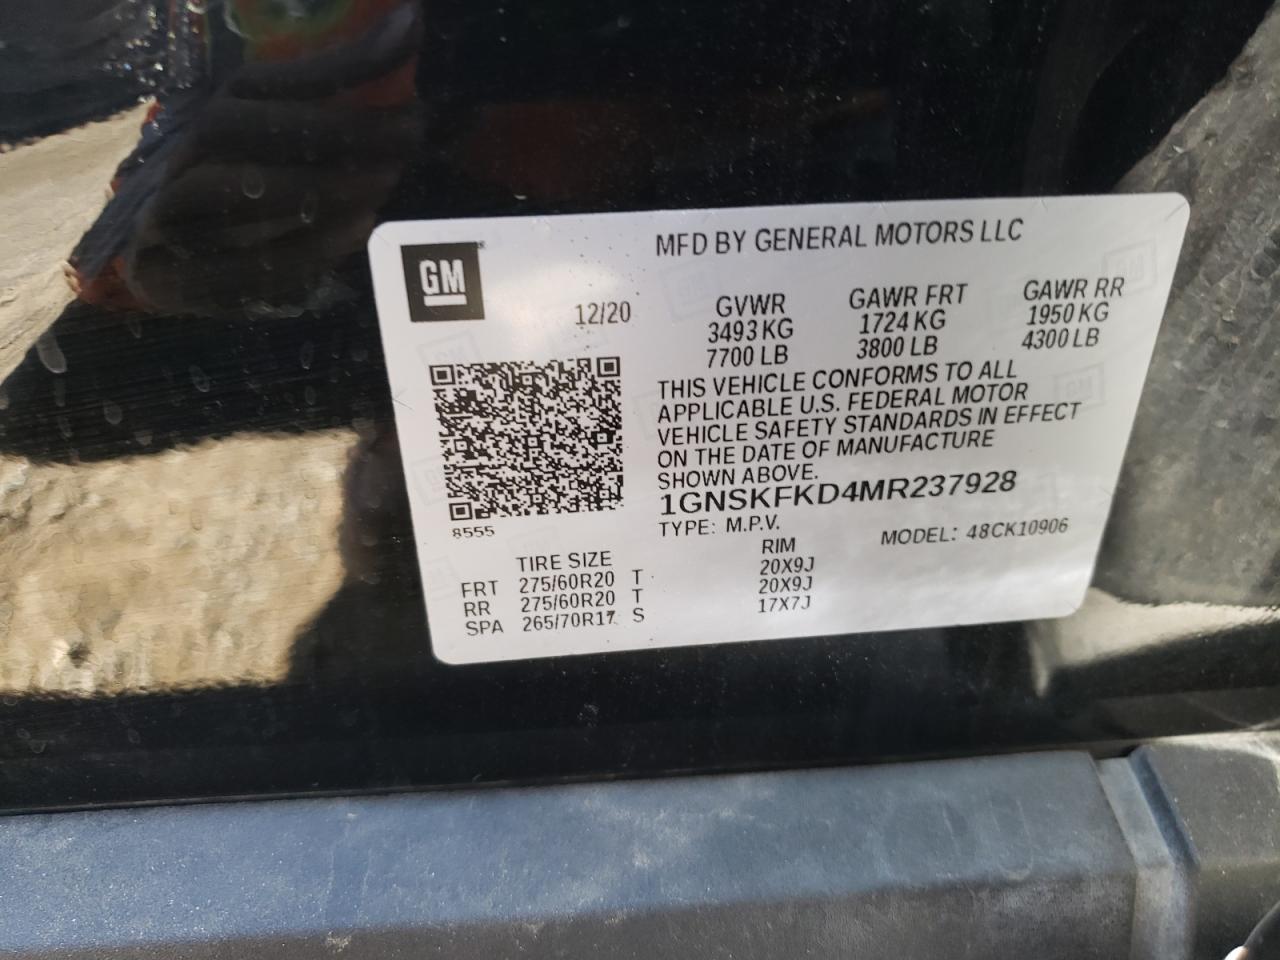 GM
MFD BY GENERAL MOTORS LLC
12/20
GVWR GAWR FRT GAWR RR
3493 KG 1724 KG 1950 KG
7700 LB 3800 LB 4300 LB
THIS VEHICLE CONFORMS TO ALL
APPLICABLE U.S. FEDERAL MOTOR
VEHICLE SAFETY STANDARDS IN EFFECT
ON THE DATE OF MANUFACTURE
SHOWN ABOVE.
1GNSKFKD4MR237928
8555
TYPE: M.P.V. MODEL: 48CK10906
TIRE SIZE RIM
FRT 275/60R20 T 20X9J
RR 275/60R20 T 20X9J
SPA 265/70R17 S 17X7J